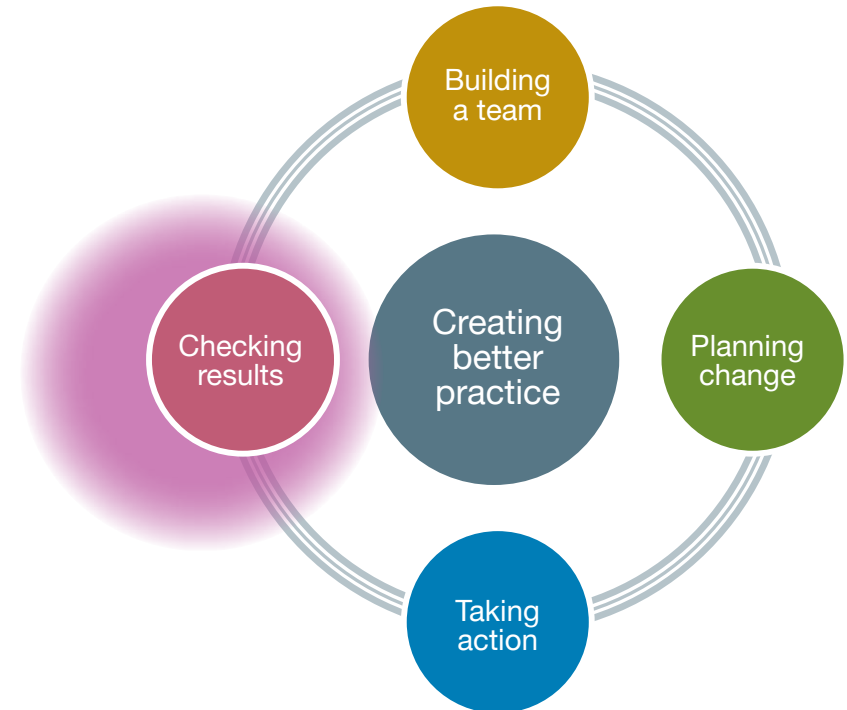 Building
a team
Checking
results
Creating
better
practice
Planning
change
Taking
action